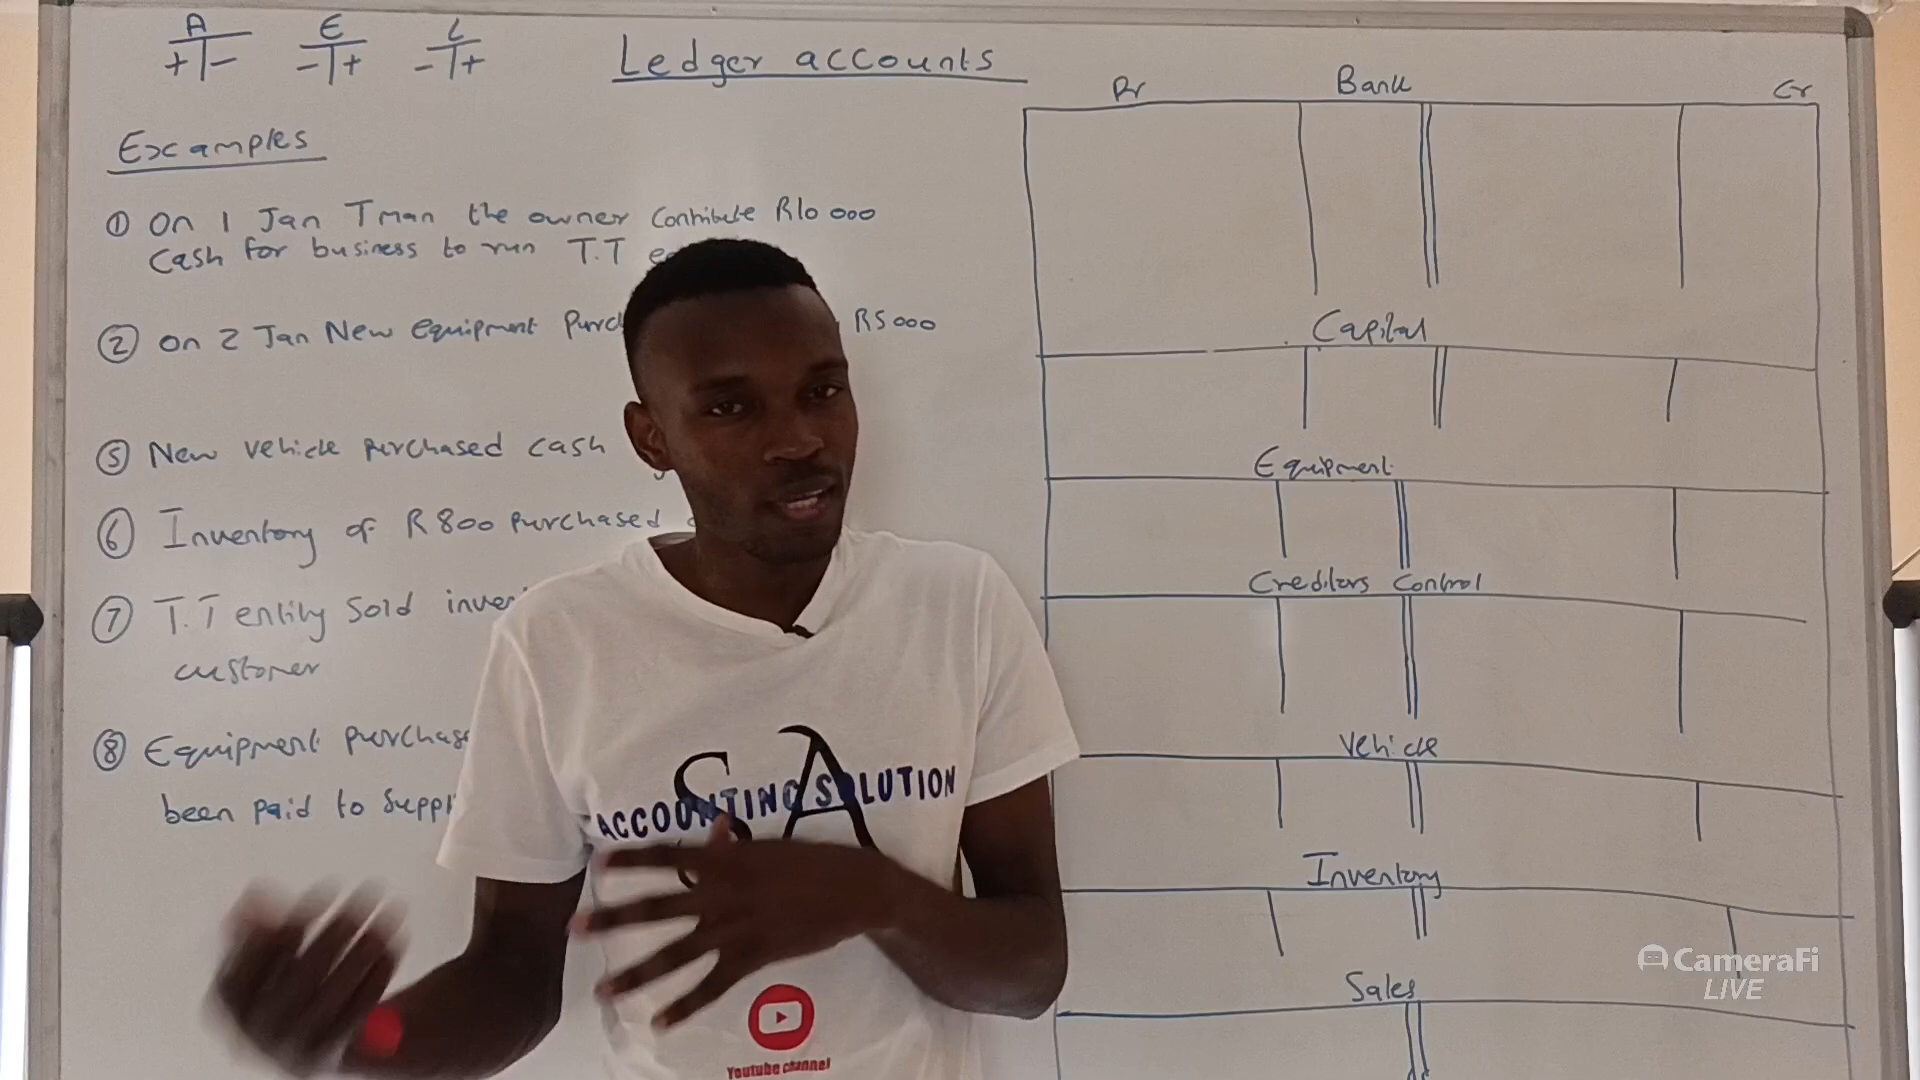 A E L
+ - - + - +
Ledger accounts
Examples
① On 1 Jan Tman the owner Contribute R10 000
Cash for business to run T.T
② on 2 Jan New equipment R5000
⑤ New vehicle purchased cash
⑥ Inventory of R800 purchased
⑦ T.T entity Sold
customer
⑧ Equipment
been paid to
Dr Bank Cr
Capital
Equipment
Creditors Control
Vehicle
Inventory
Sales
SA
ACCOUNTING SOLUTION
Youtube channel
CameraFi
LIVE